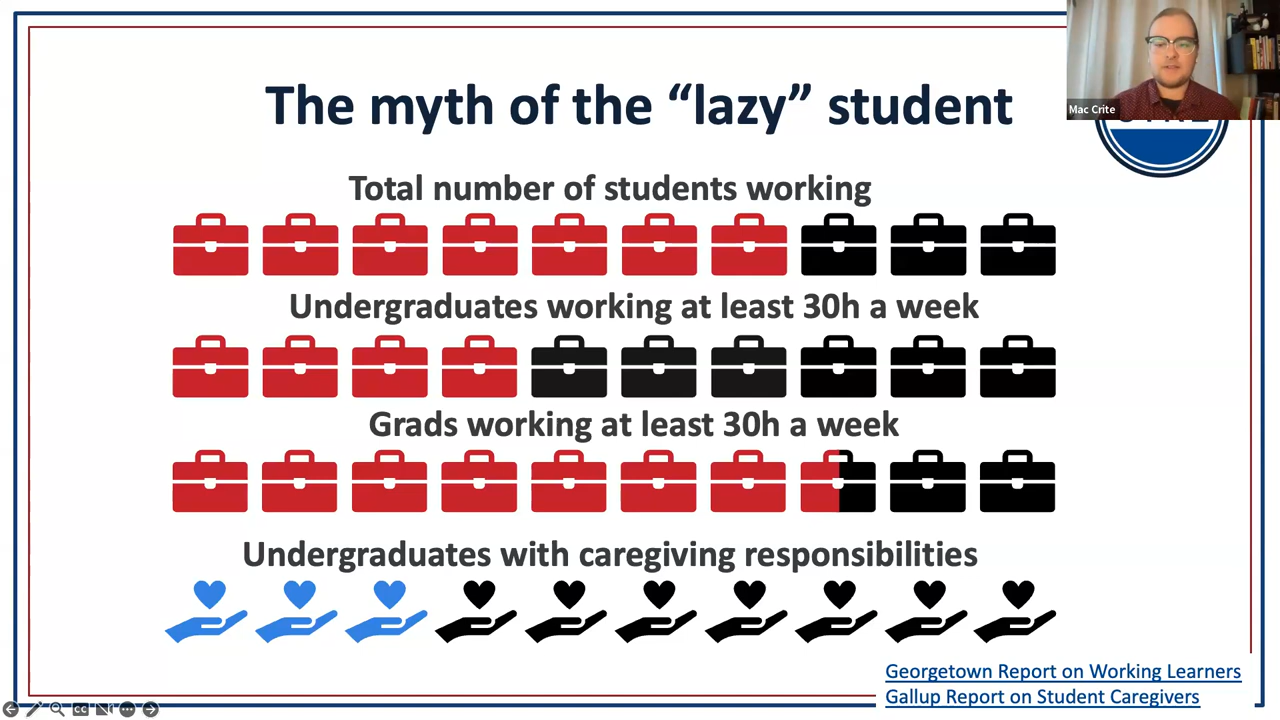 The myth of the “lazy” student
Mac Crite
Total number of students working
Undergraduates working at least 30h a week
Grads working at least 30h a week
Undergraduates with caregiving responsibilities
Georgetown Report on Working Learners
Gallup Report on Student Caregivers
CC